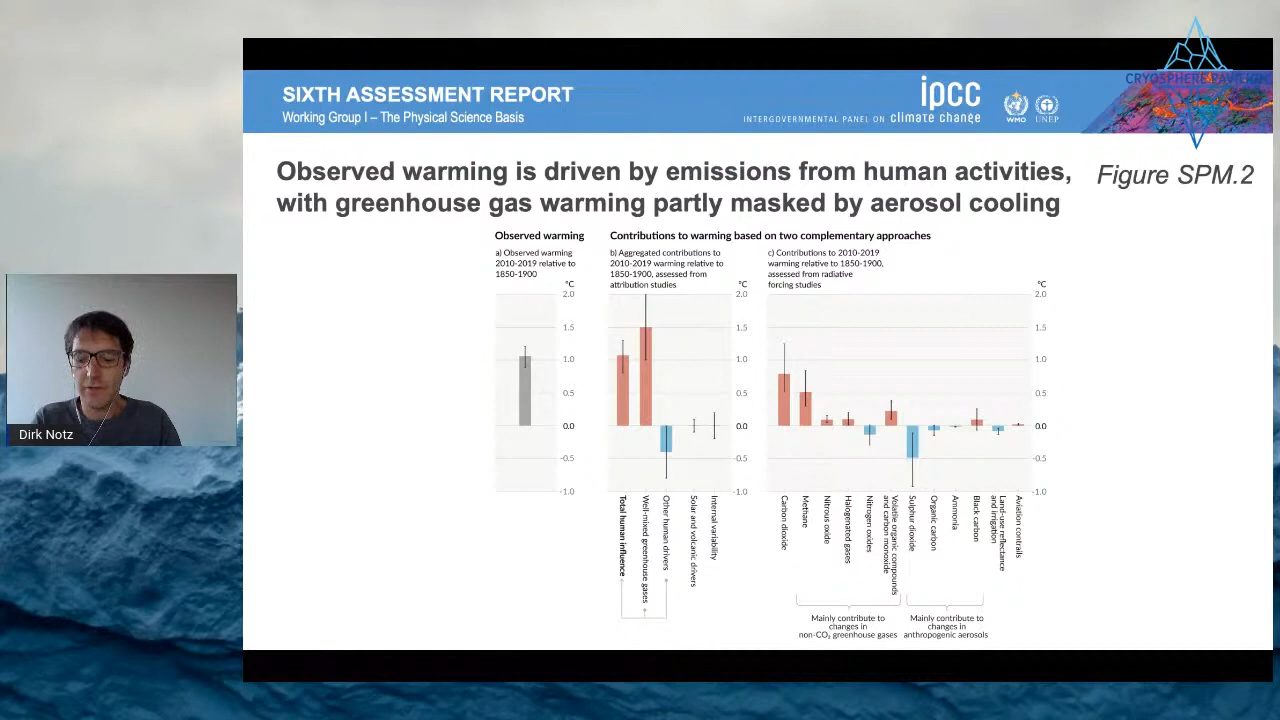 CRYOSPHERE PAVILION
SIXTH ASSESSMENT REPORT
Working Group I – The Physical Science Basis
ipcc
INTERGOVERNMENTAL PANEL ON climate change
WMO
UNEP
Observed warming is driven by emissions from human activities,
with greenhouse gas warming partly masked by aerosol cooling
Figure SPM.2
Observed warming
a) Observed warming
2010-2019 relative to
1850-1900
°C
2.0
1.5
1.0
0.5
0.0
-0.5
-1.0
Contributions to warming based on two complementary approaches
b) Aggregated contributions to
2010-2019 warming relative to
1850-1900, assessed from
attribution studies
°C
2.0
1.5
1.0
0.5
0.0
-0.5
-1.0
Total human influence
Well-mixed greenhouse gases
Other human drivers
Solar and volcanic drivers
Internal variability
c) Contributions to 2010-2019
warming relative to 1850-1900,
assessed from radiative
forcing studies
°C
2.0
1.5
1.0
0.5
0.0
-0.5
-1.0
Carbon dioxide
Methane
Nitrous oxide
Halogenated gases
Nitrogen oxides
Volatile organic compounds
and carbon monoxide
Sulphur dioxide
Organic carbon
Ammonia
Black carbon
Land-use reflectance
and irrigation
Aviation contrails
Mainly contribute to
changes in
non-CO₂ greenhouse gases
Mainly contribute to
changes in
anthropogenic aerosols
Dirk Notz